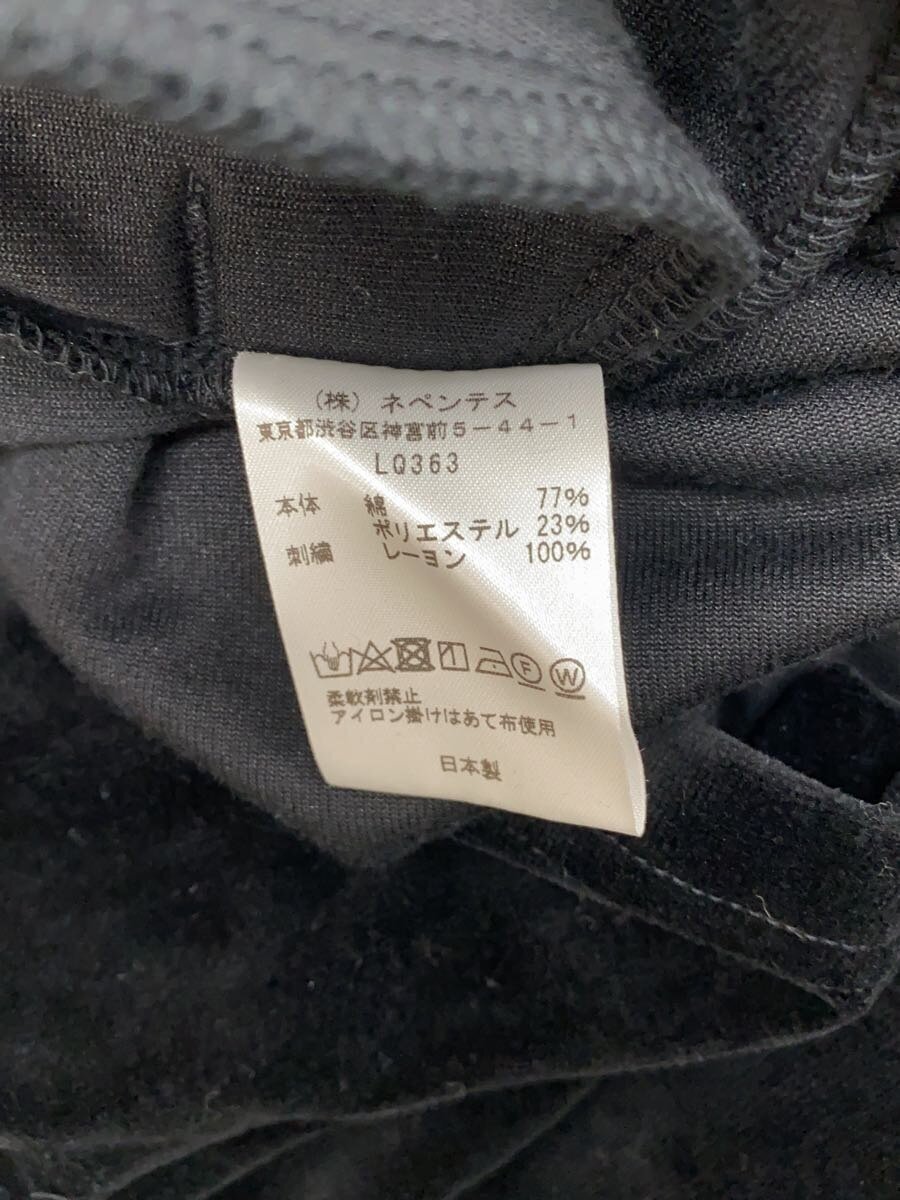 （株）ネペンテス
東京都渋谷区神宮前5－44－1
LQ363
本体 綿 77%
ポリエステル 23%
刺繍 レーヨン 100%
F W
柔軟剤禁止
アイロン掛けはあて布使用
日本製